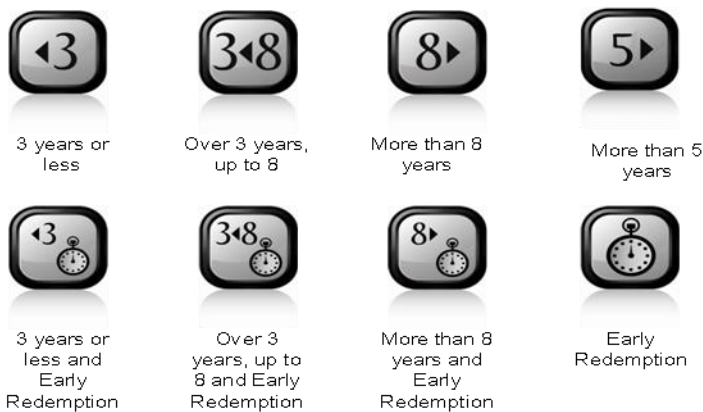 ◂3
3◂8
8▸
5▸
3 years or
less
Over 3 years,
up to 8
More than 8
years
More than 5
years
◂3
3◂8
8▸
3 years or
less and
Early
Redemption
Over 3
years, up to
8 and Early
Redemption
More than 8
years and
Early
Redemption
Early
Redemption